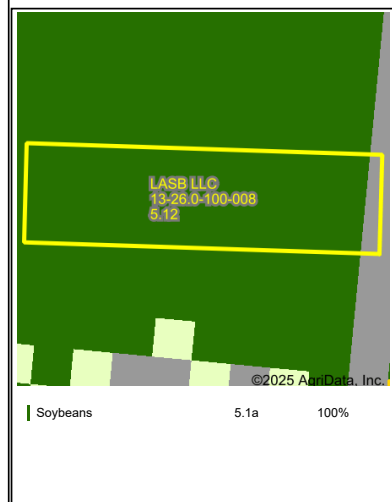 LASB LLC
13-26.0-100-008
5.12
©2025 AgriData, Inc.
Soybeans 5.1a 100%